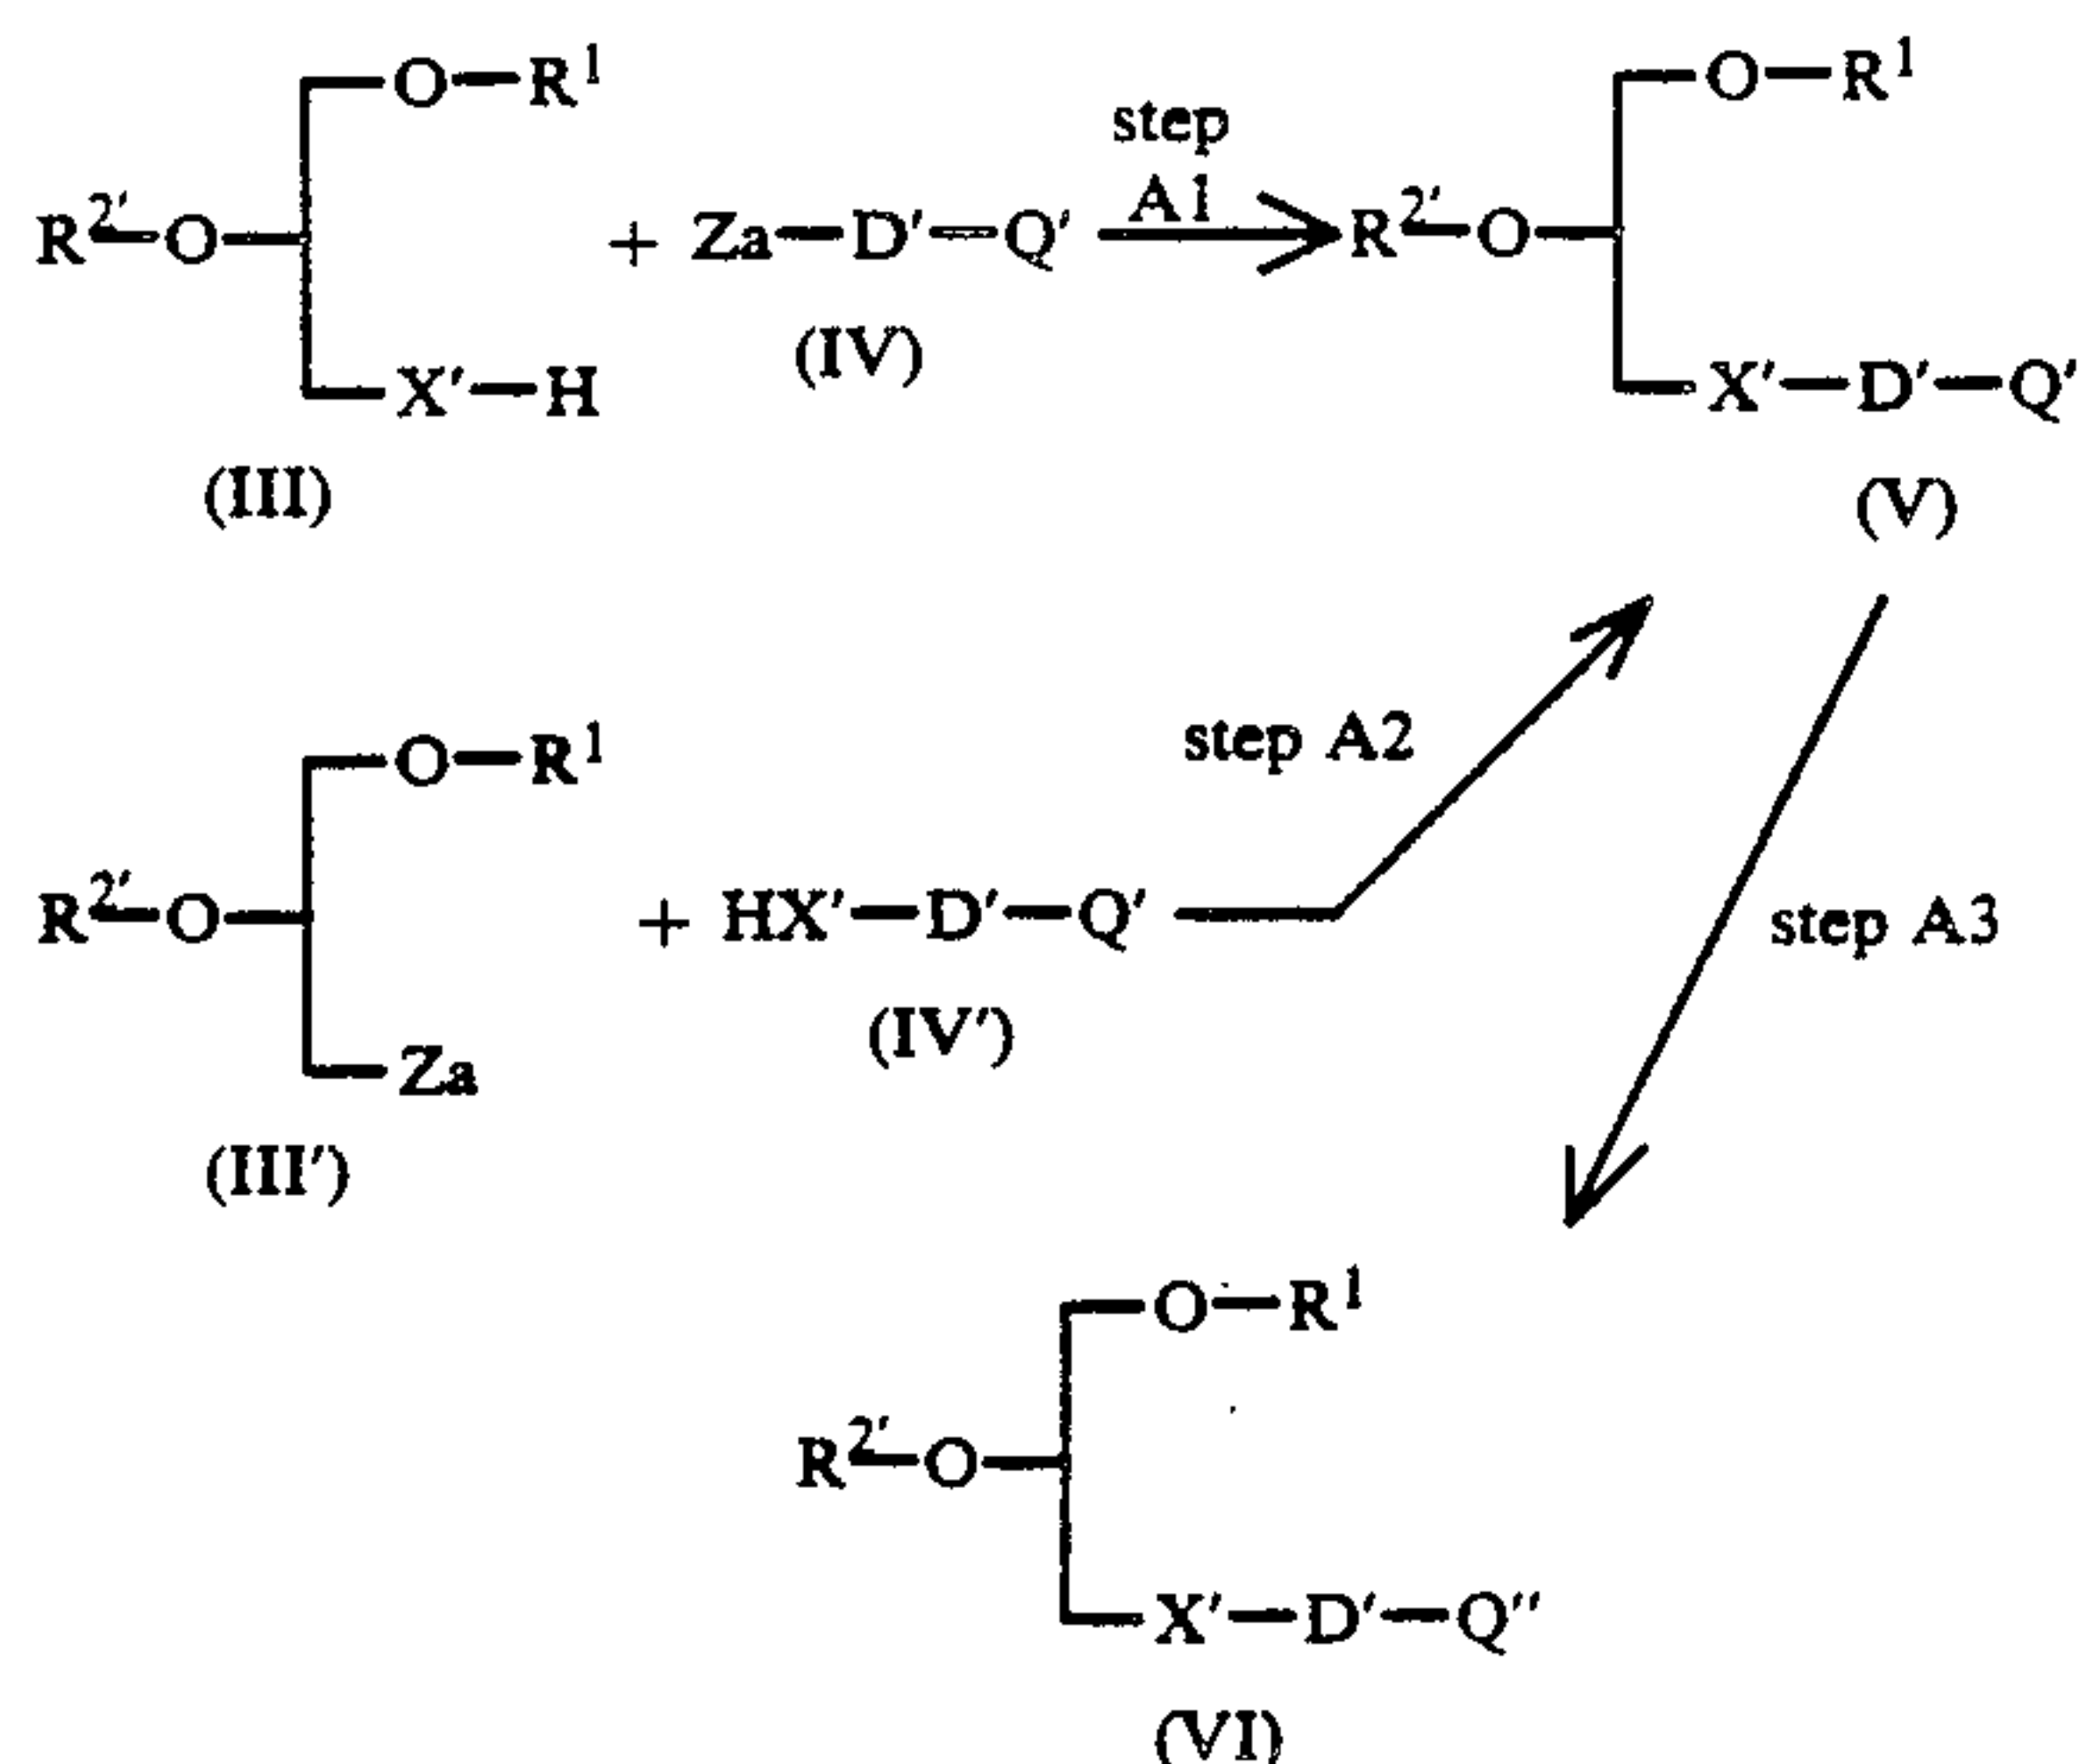 O—R¹ O—R¹
step
A1
R²′—O + Za—D′—Q′ R²′—O
(IV)
X′—H X′—D′—Q′
(III) (V)
O—R¹
step A2
R²′—O + HX′—D′—Q′ step A3
(IV′)
Za
(III′)
O—R¹
R²′—O
X′—D′—Q″
(VI)